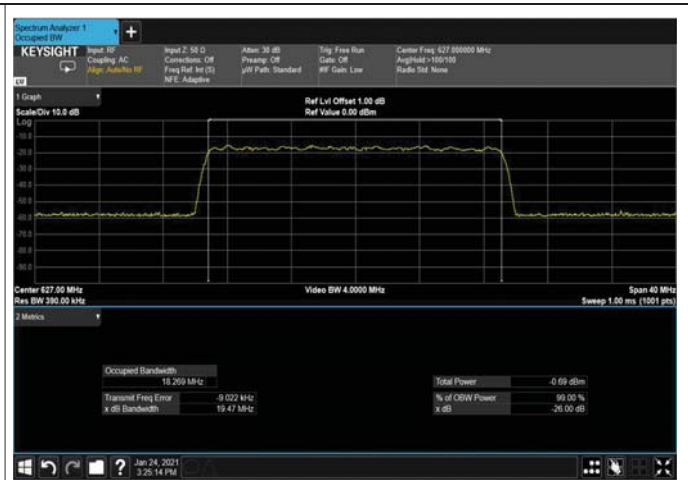 Spectrum Analyzer 1
Occupied BW
KEYSIGHT
Input: RF
Coupling: AC
Align: Auto/No RF
Input Z: 50 Ω
Corrections: Off
Freq Ref: Int (S)
NFE: Adaptive
Atten: 30 dB
Preamp: Off
µW Path: Standard
Trig: Free Run
Gate: Off
#IF Gain: Low
Center Freq: 627.000000 MHz
Avg|Hold:>100/100
Radio Std: None
1 Graph
Scale/Div 10.0 dB
Ref Lvl Offset 1.00 dB
Ref Value 0.00 dBm
Log
-10.0
-20.0
-30.0
-40.0
-50.0
-60.0
-70.0
-80.0
-90.0
Center 627.00 MHz
Res BW 390.00 kHz
Video BW 4.0000 MHz
Span 40 MHz
Sweep 1.00 ms (1001 pts)
2 Metrics
Occupied Bandwidth
18.269 MHz
Transmit Freq Error -9.022 kHz
x dB Bandwidth 19.47 MHz
Total Power -0.69 dBm
% of OBW Power 99.00 %
x dB -26.00 dB
Jan 24, 2021
3:25:14 PM